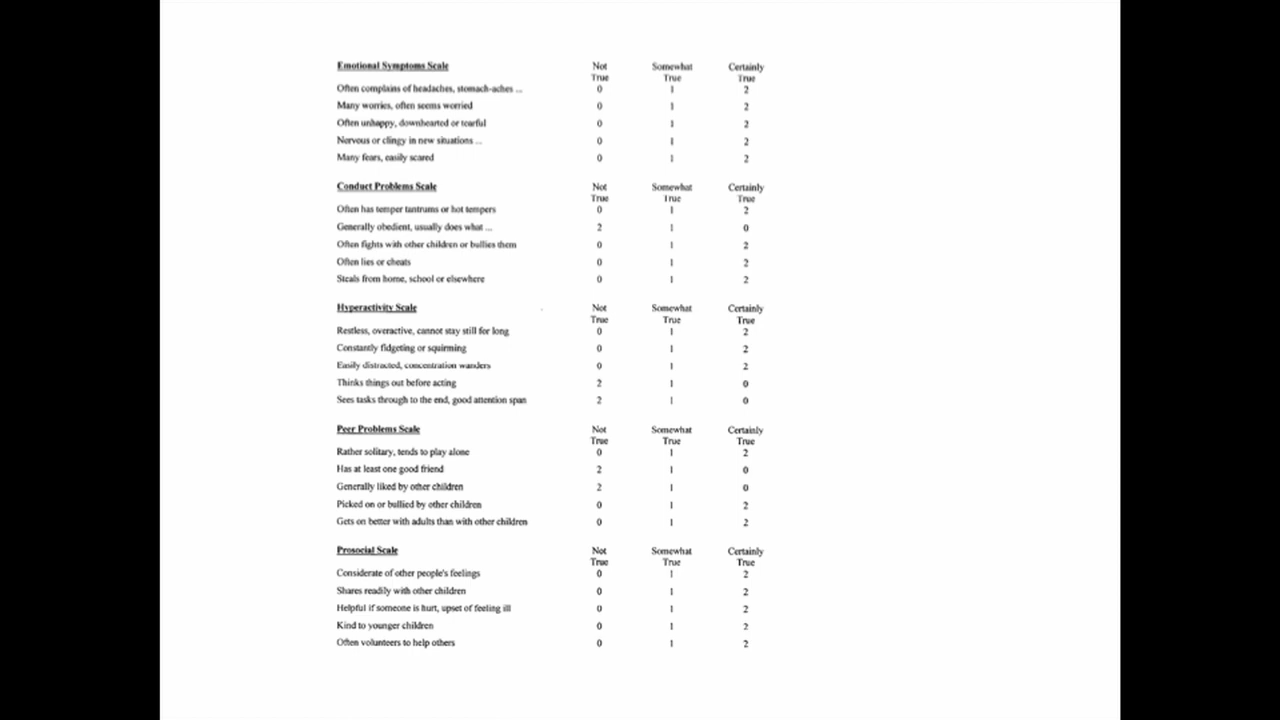 Emotional Symptoms Scale Not Somewhat Certainly
True True True
Often complains of headaches, stomach-aches ... 0 1 2
Many worries, often seems worried 0 1 2
Often unhappy, downhearted or tearful 0 1 2
Nervous or clingy in new situations ... 0 1 2
Many fears, easily scared 0 1 2
Conduct Problems Scale Not Somewhat Certainly
True True True
Often has temper tantrums or hot tempers 0 1 2
Generally obedient, usually does what ... 2 1 0
Often fights with other children or bullies them 0 1 2
Often lies or cheats 0 1 2
Steals from home, school or elsewhere 0 1 2
Hyperactivity Scale Not Somewhat Certainly
True True True
Restless, overactive, cannot stay still for long 0 1 2
Constantly fidgeting or squirming 0 1 2
Easily distracted, concentration wanders 0 1 2
Thinks things out before acting 2 1 0
Sees tasks through to the end, good attention span 2 1 0
Peer Problems Scale Not Somewhat Certainly
True True True
Rather solitary, tends to play alone 0 1 2
Has at least one good friend 2 1 0
Generally liked by other children 2 1 0
Picked on or bullied by other children 0 1 2
Gets on better with adults than with other children 0 1 2
Prosocial Scale Not Somewhat Certainly
True True True
Considerate of other people's feelings 0 1 2
Shares readily with other children 0 1 2
Helpful if someone is hurt, upset of feeling ill 0 1 2
Kind to younger children 0 1 2
Often volunteers to help others 0 1 2